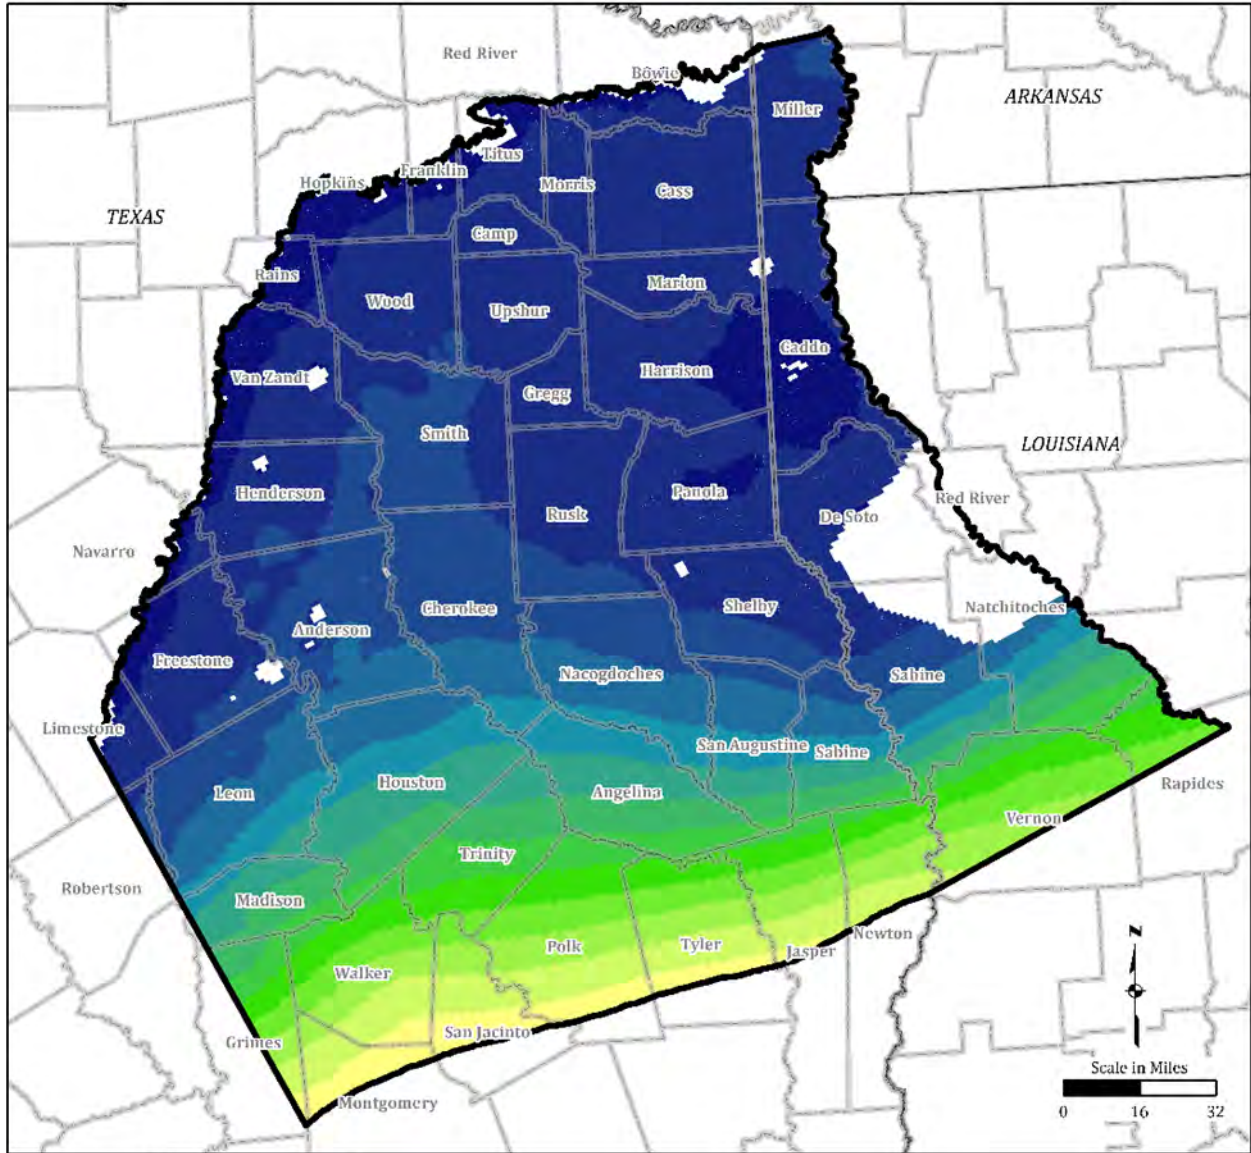 Red River
Bowie
ARKANSAS
Miller
Titus
Franklin
Hopkins
Morris
Cass
TEXAS
Camp
Rains
Marion
Wood
Upshur
Caddo
Harrison
Van Zandt
Gregg
Smith
LOUISIANA
Henderson
Panola
Red River
Rusk
De Soto
Navarro
Cherokee
Shelby
Natchitoches
Anderson
Freestone
Nacogdoches
Sabine
Limestone
San Augustine
Sabine
Houston
Rapides
Leon
Angelina
Vernon
Trinity
Robertson
Madison
Newton
N
Polk
Tyler
Jasper
Walker
San Jacinto
Grimes
Scale in Miles
Montgomery
0 16 32